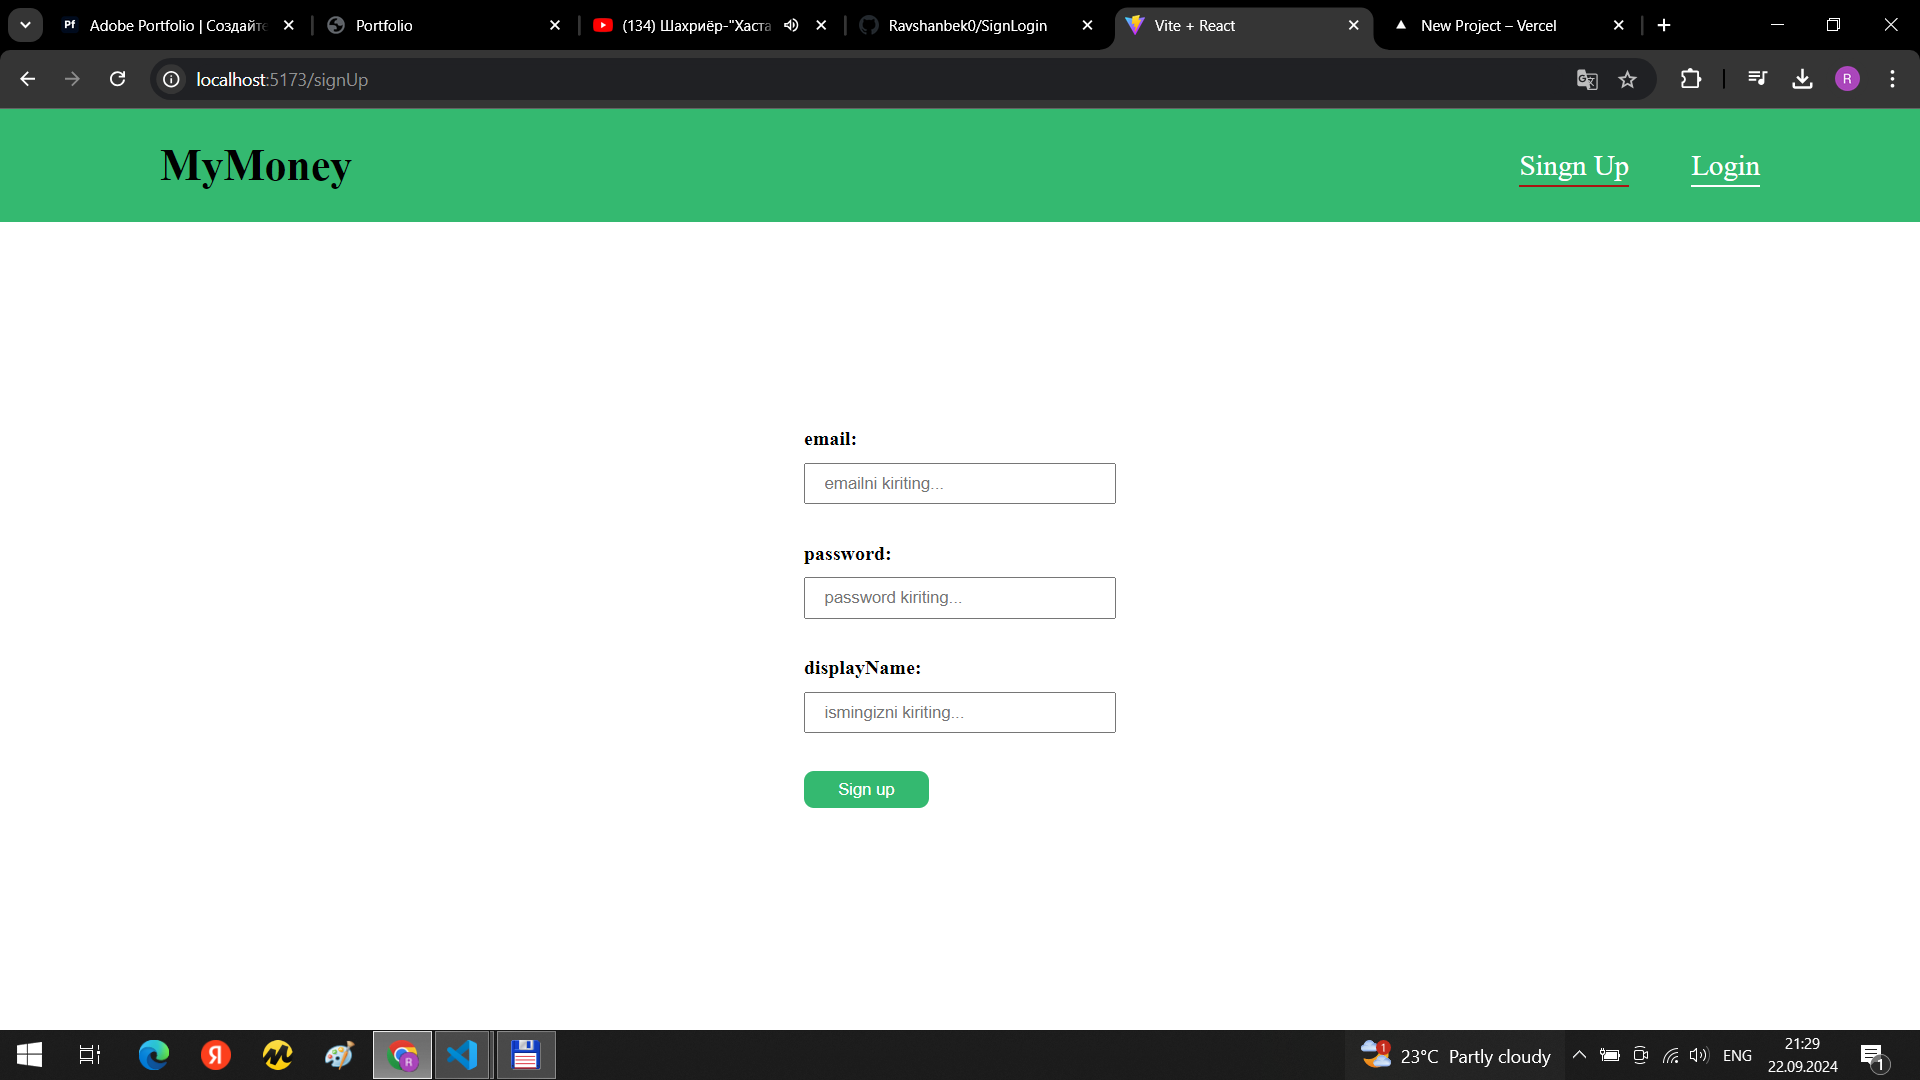 Pf Adobe Portfolio | Создайте
Portfolio
(134) Шахриёр-"Хаста
Ravshanbek0/SignLogin
Vite + React
New Project – Vercel
localhost:5173/signUp
R
MyMoney
Singn Up
Login
email:
emailni kiriting...
password:
password kiriting...
displayName:
ismingizni kiriting...
Sign up
Я
R
1
23°C Partly cloudy
ENG
21:29
22.09.2024
1